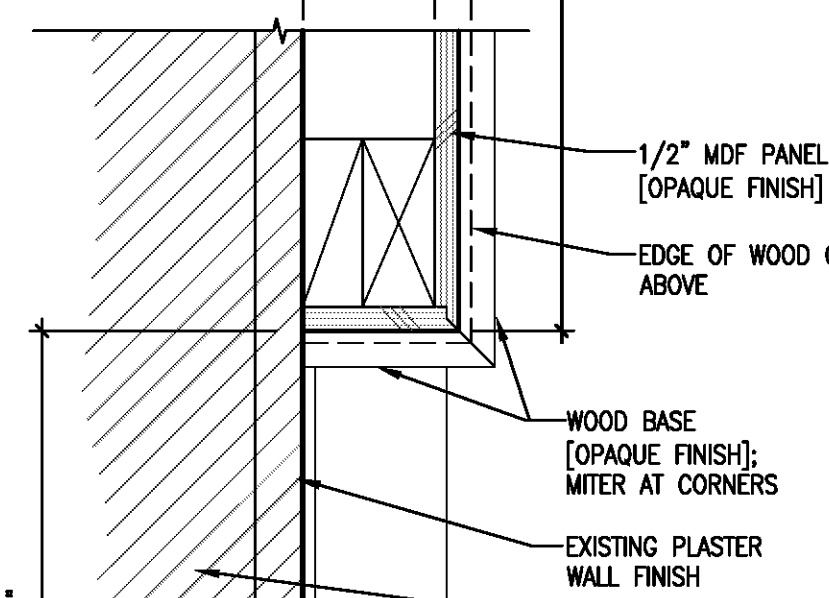 1/2" MDF PANEL
[OPAQUE FINISH]
EDGE OF WOOD
ABOVE
WOOD BASE
[OPAQUE FINISH];
MITER AT CORNERS
EXISTING PLASTER
WALL FINISH